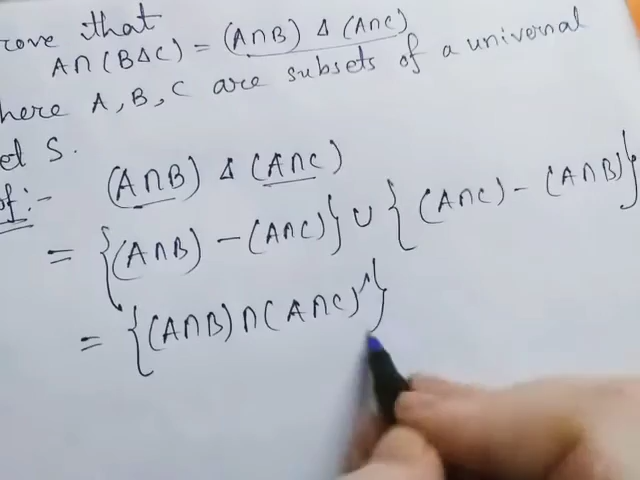 rove that
A∩(BΔC) = (A∩B) Δ (A∩C)
here A, B, C are subsets of a universal
et S.
of:- (A∩B) Δ (A∩C)
= {(A∩B) - (A∩C)} ∪ {(A∩C) - (A∩B)}
= {(A∩B) ∩ (A∩C)'}